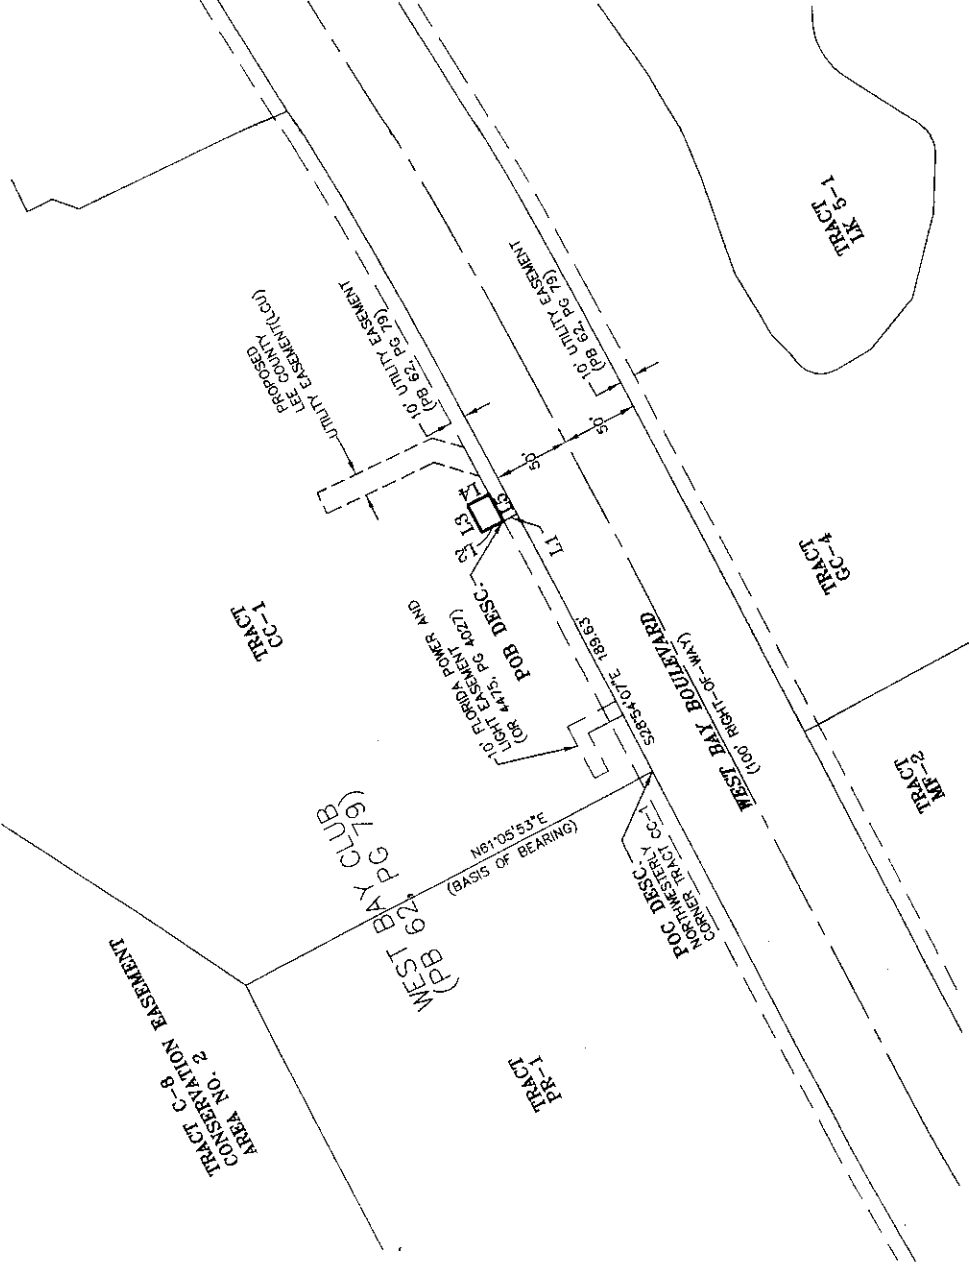 TRACT
LK 5-1
10' UTILITY EASEMENT
(PB 62, PG 79)
10' UTILITY EASEMENT
(PB 62, PG 79)
PROPOSED
LEE COUNTY
UTILITY EASEMENT(LCU)
50'
50'
L4
L3
L2
L5
L1
TRACT
CC-1
POB DESC.
10' FLORIDA POWER AND
LIGHT EASEMENT
(OR 4475, PG 4027)
S28°54'07"E 189.63'
WEST BAY BOULEVARD
(100' RIGHT-OF-WAY)
TRACT
GC-4
TRACT
MF-2
WEST BAY CLUB
(PB 62, PG 79)
N61°05'53"E
(BASIS OF BEARING)
POC DESC.
NORTHWESTERLY
CORNER TRACT CC-1
TRACT C-8
CONSERVATION EASEMENT
AREA NO. 2
TRACT
PR-1